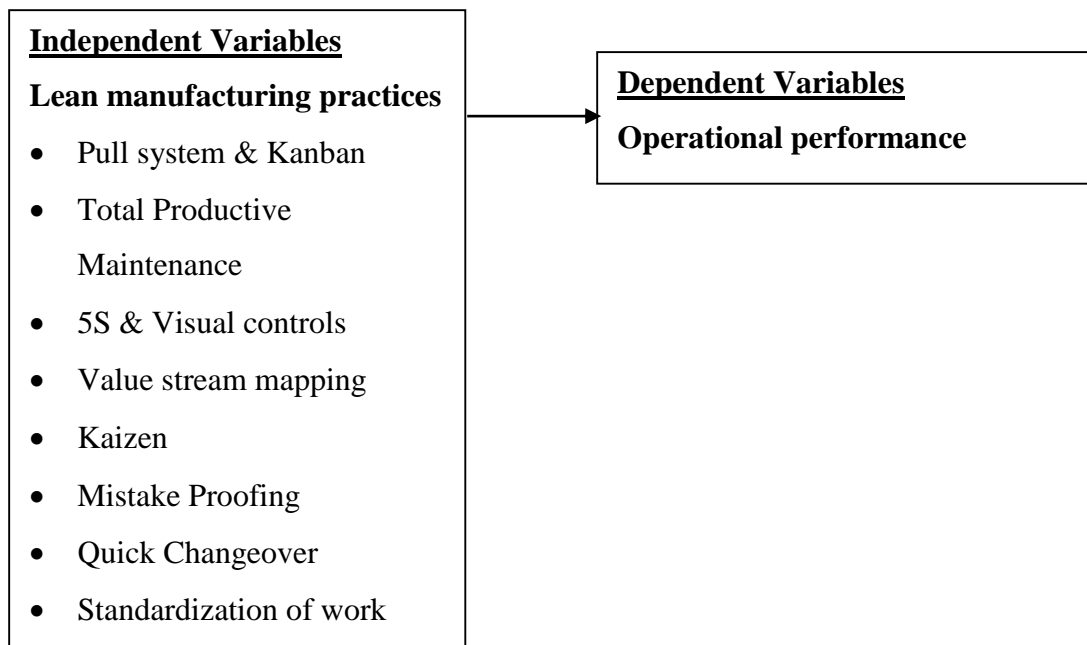 Independent Variables
Lean manufacturing practices
• Pull system & Kanban
• Total Productive
Maintenance
• 5S & Visual controls
• Value stream mapping
• Kaizen
• Mistake Proofing
• Quick Changeover
• Standardization of work
Dependent Variables
Operational performance